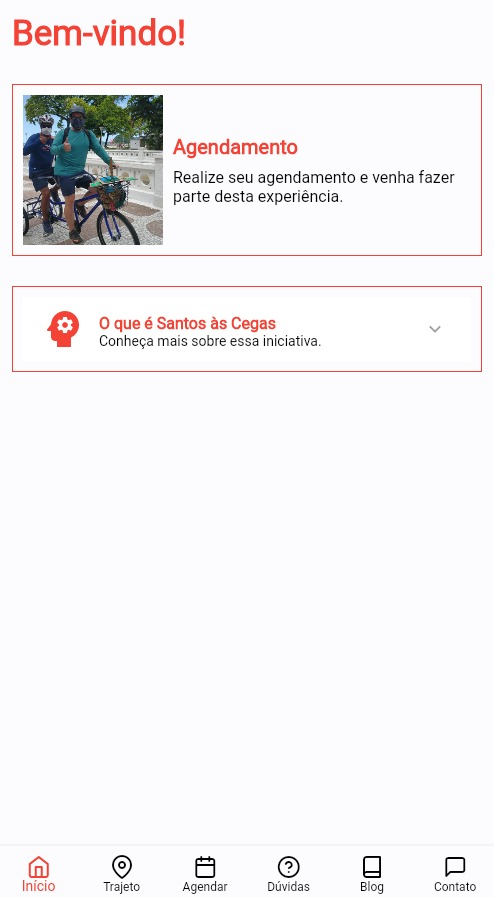 Bem-vindo!
Agendamento
Realize seu agendamento e venha fazer
parte desta experiência.
O que é Santos às Cegas
Conheça mais sobre essa iniciativa.
Início
Trajeto
Agendar
Dúvidas
Blog
Contato